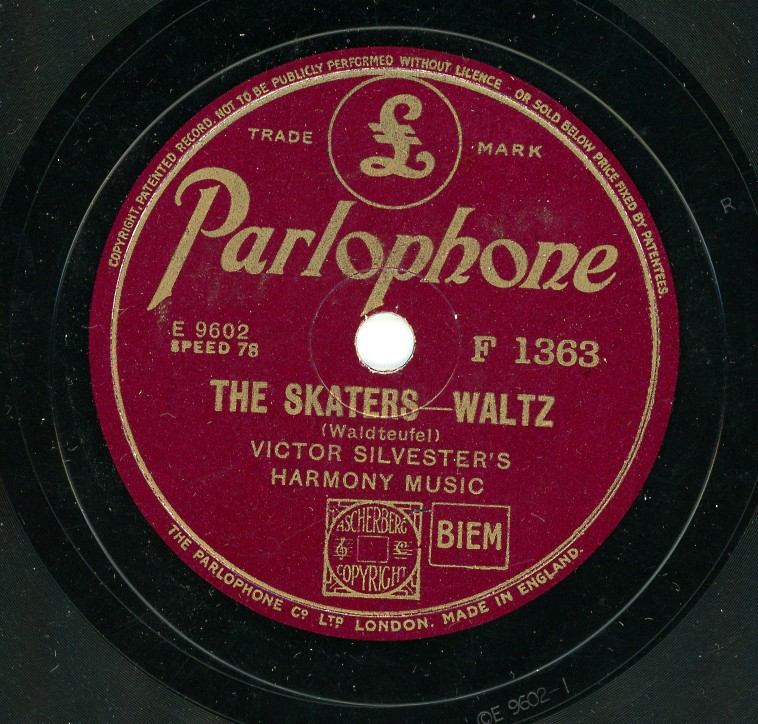 COPYRIGHT, PATENTED RECORD. NOT TO BE PUBLICLY PERFORMED WITHOUT LICENCE - OR SOLD BELOW PRICE FIXED BY PATENTEES.
TRADE £ MARK
Parlophone
R
E 9602
SPEED 78
F 1363
THE SKATERS—WALTZ
(Waldteufel)
VICTOR SILVESTER'S
HARMONY MUSIC
ASCHERBERG
COPYRIGHT
BIEM
THE PARLOPHONE Co LTD LONDON. MADE IN ENGLAND.
E 9602-1